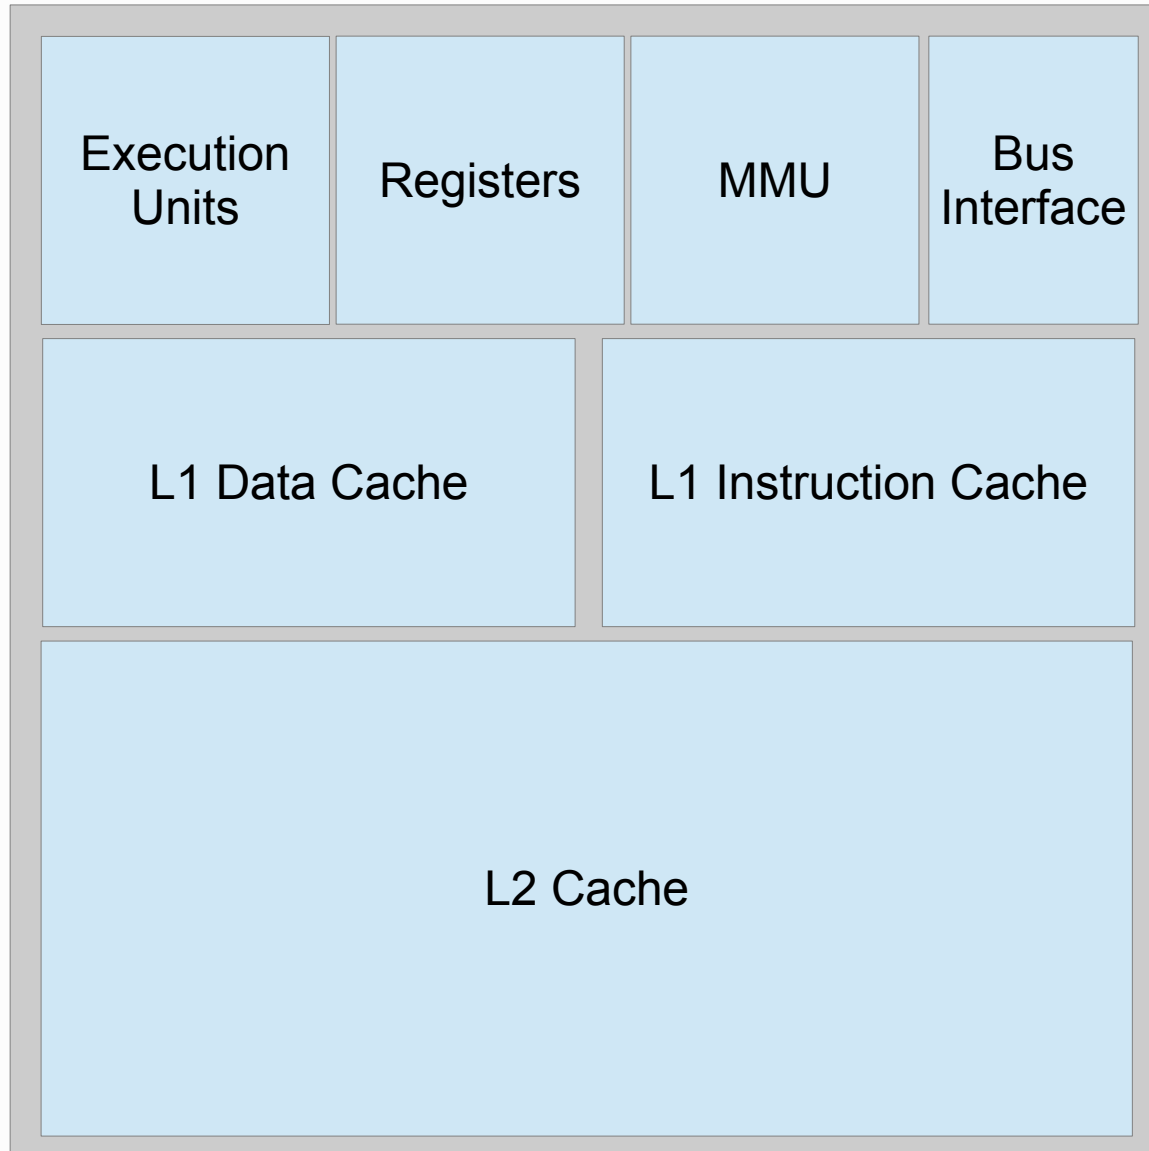 Execution
Units
Registers
MMU
Bus
Interface
L1 Data Cache
L1 Instruction Cache
L2 Cache